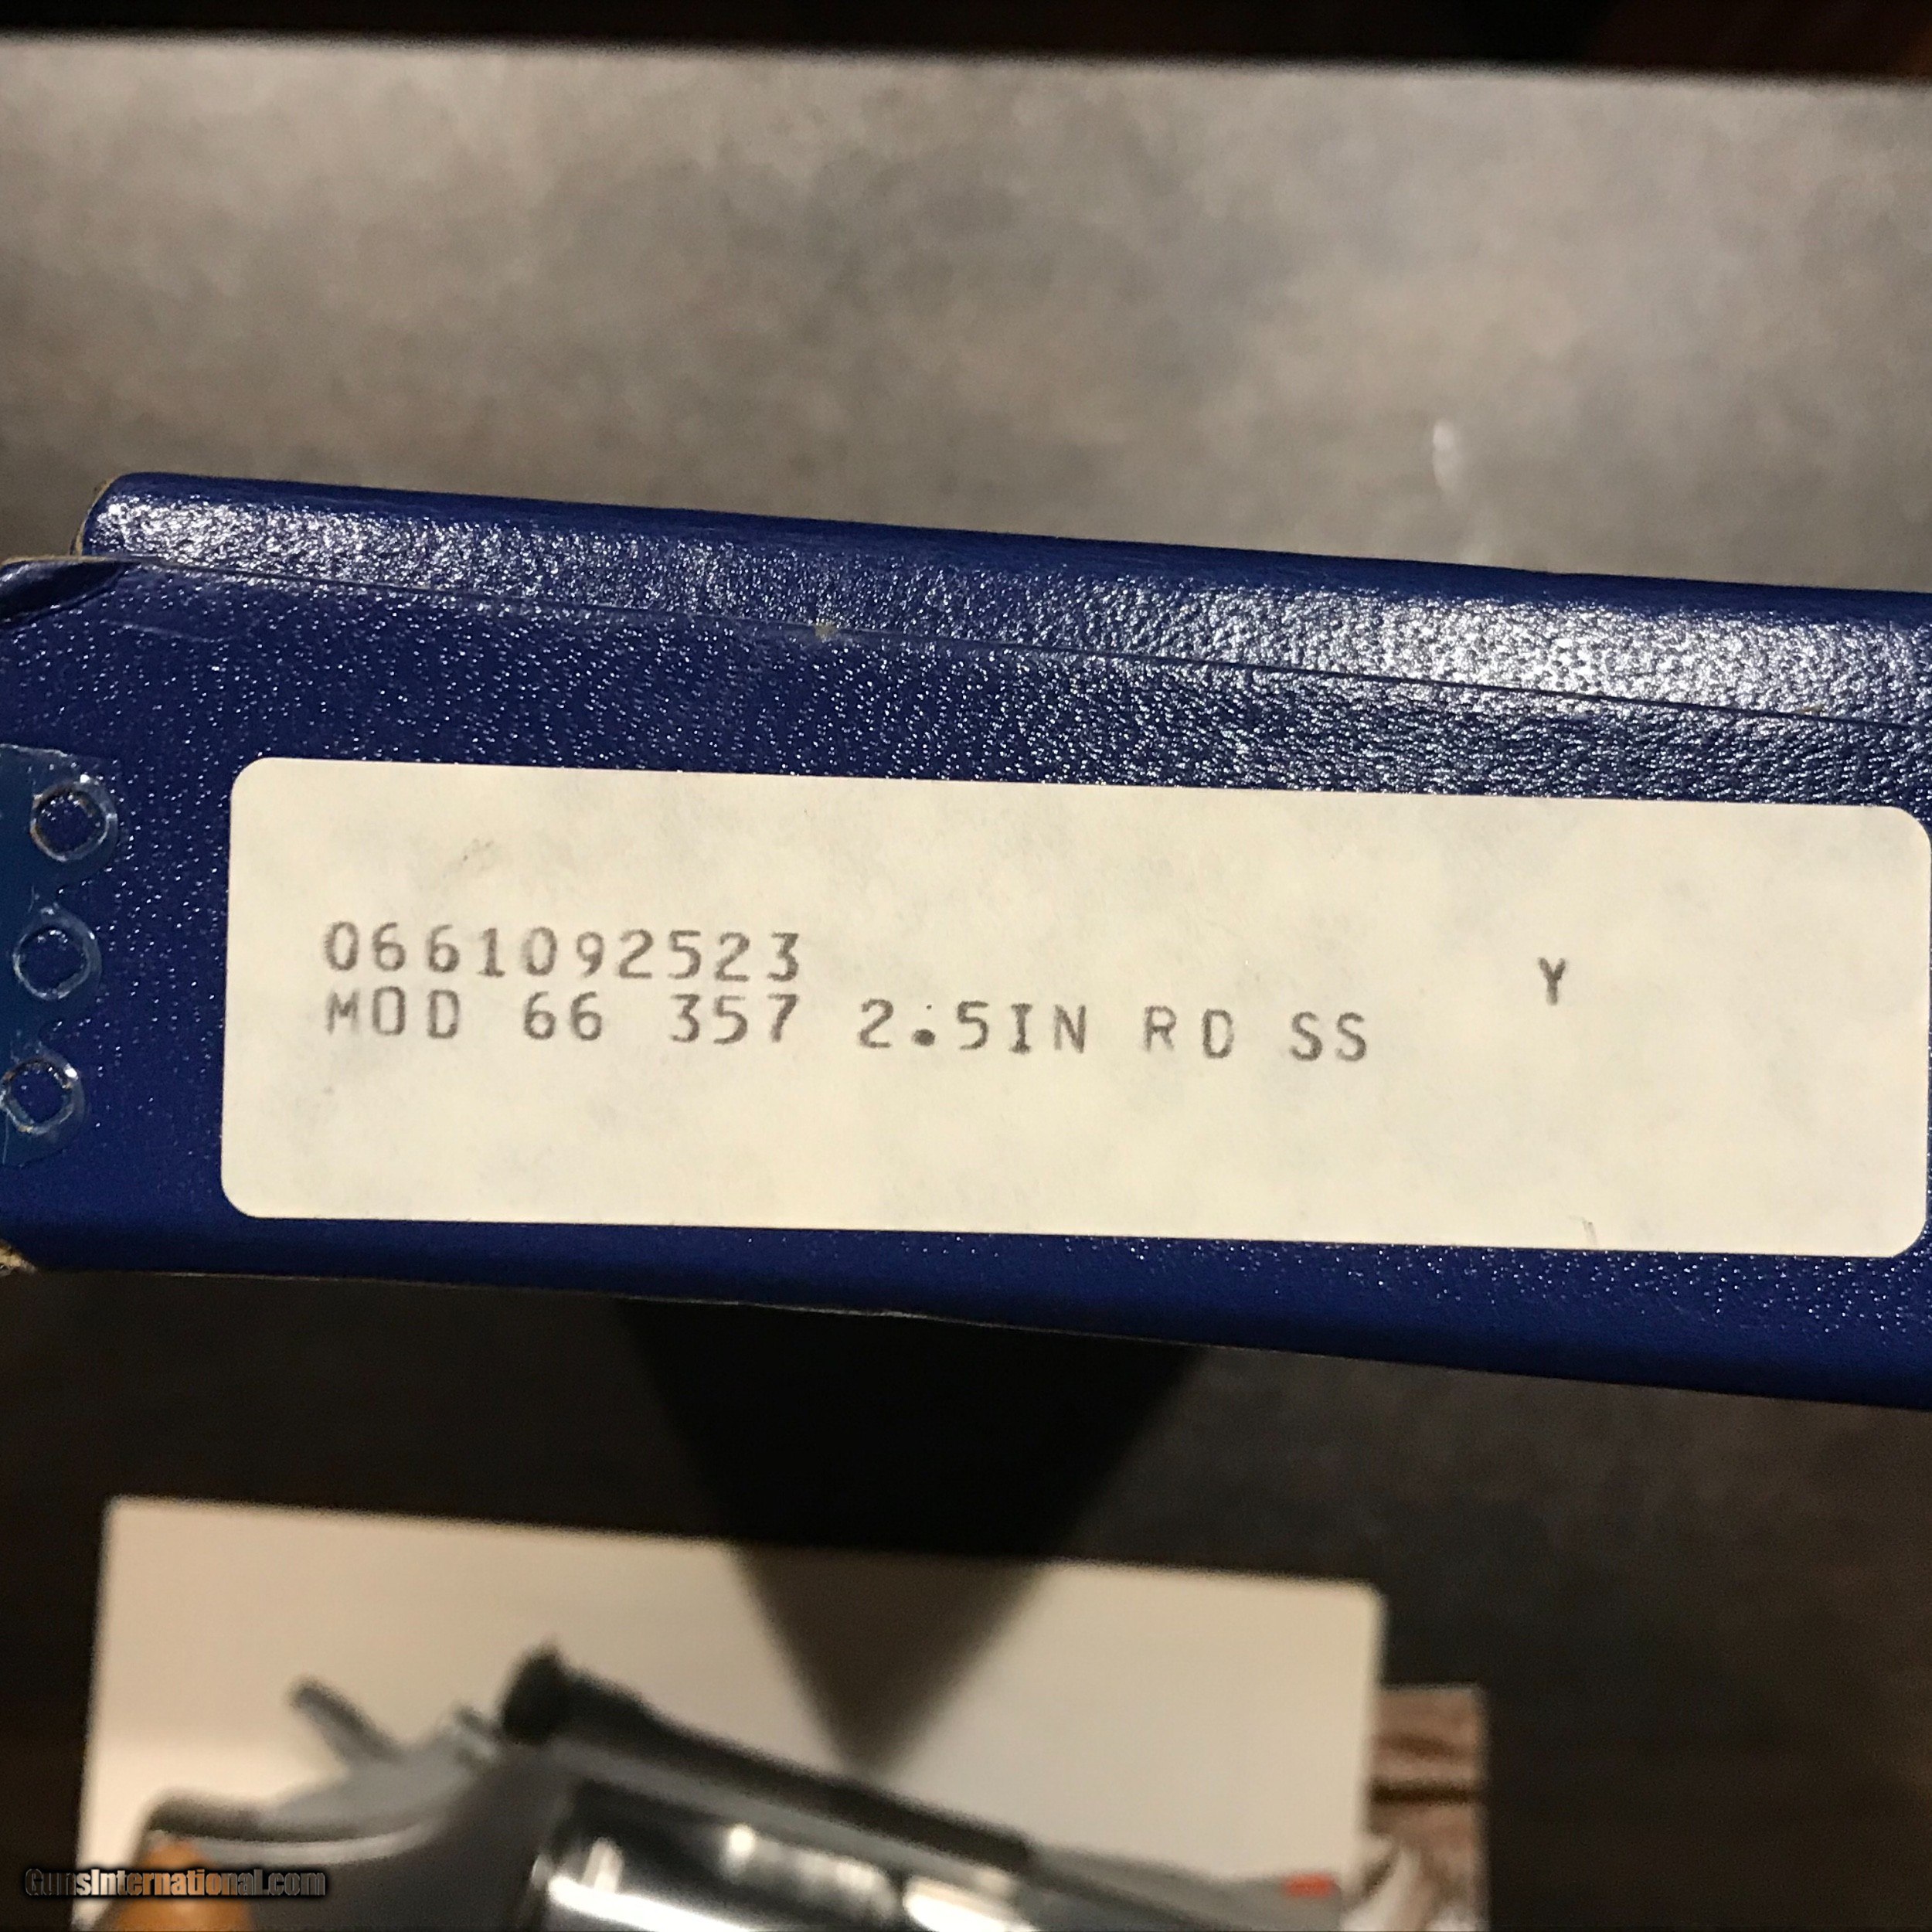 0661092523 Y
MOD 66 357 2.5IN RD SS
GunsInternational.com